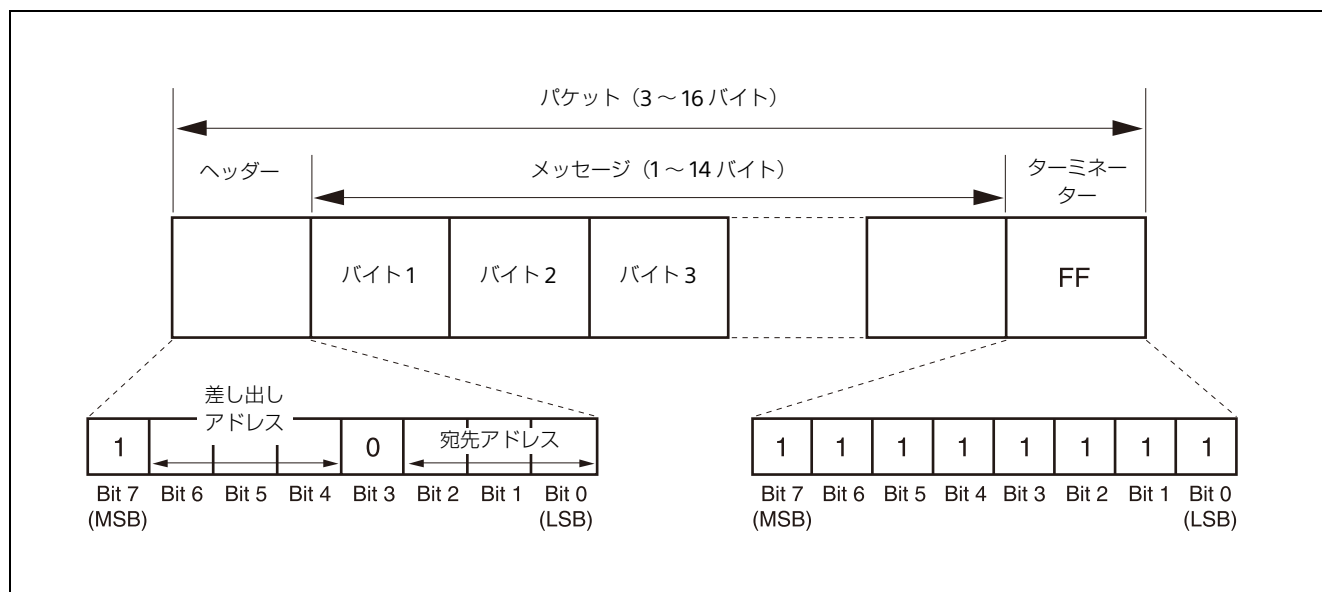 パケット（3～16バイト）
ヘッダー
メッセージ（1～14バイト）
ターミネー
ター
バイト1
バイト2
バイト3
FF
差し出し
アドレス
1
0
宛先アドレス
Bit 7 Bit 6 Bit 5 Bit 4 Bit 3 Bit 2 Bit 1 Bit 0
(MSB) (LSB)
1 1 1 1 1 1 1 1
Bit 7 Bit 6 Bit 5 Bit 4 Bit 3 Bit 2 Bit 1 Bit 0
(MSB) (LSB)